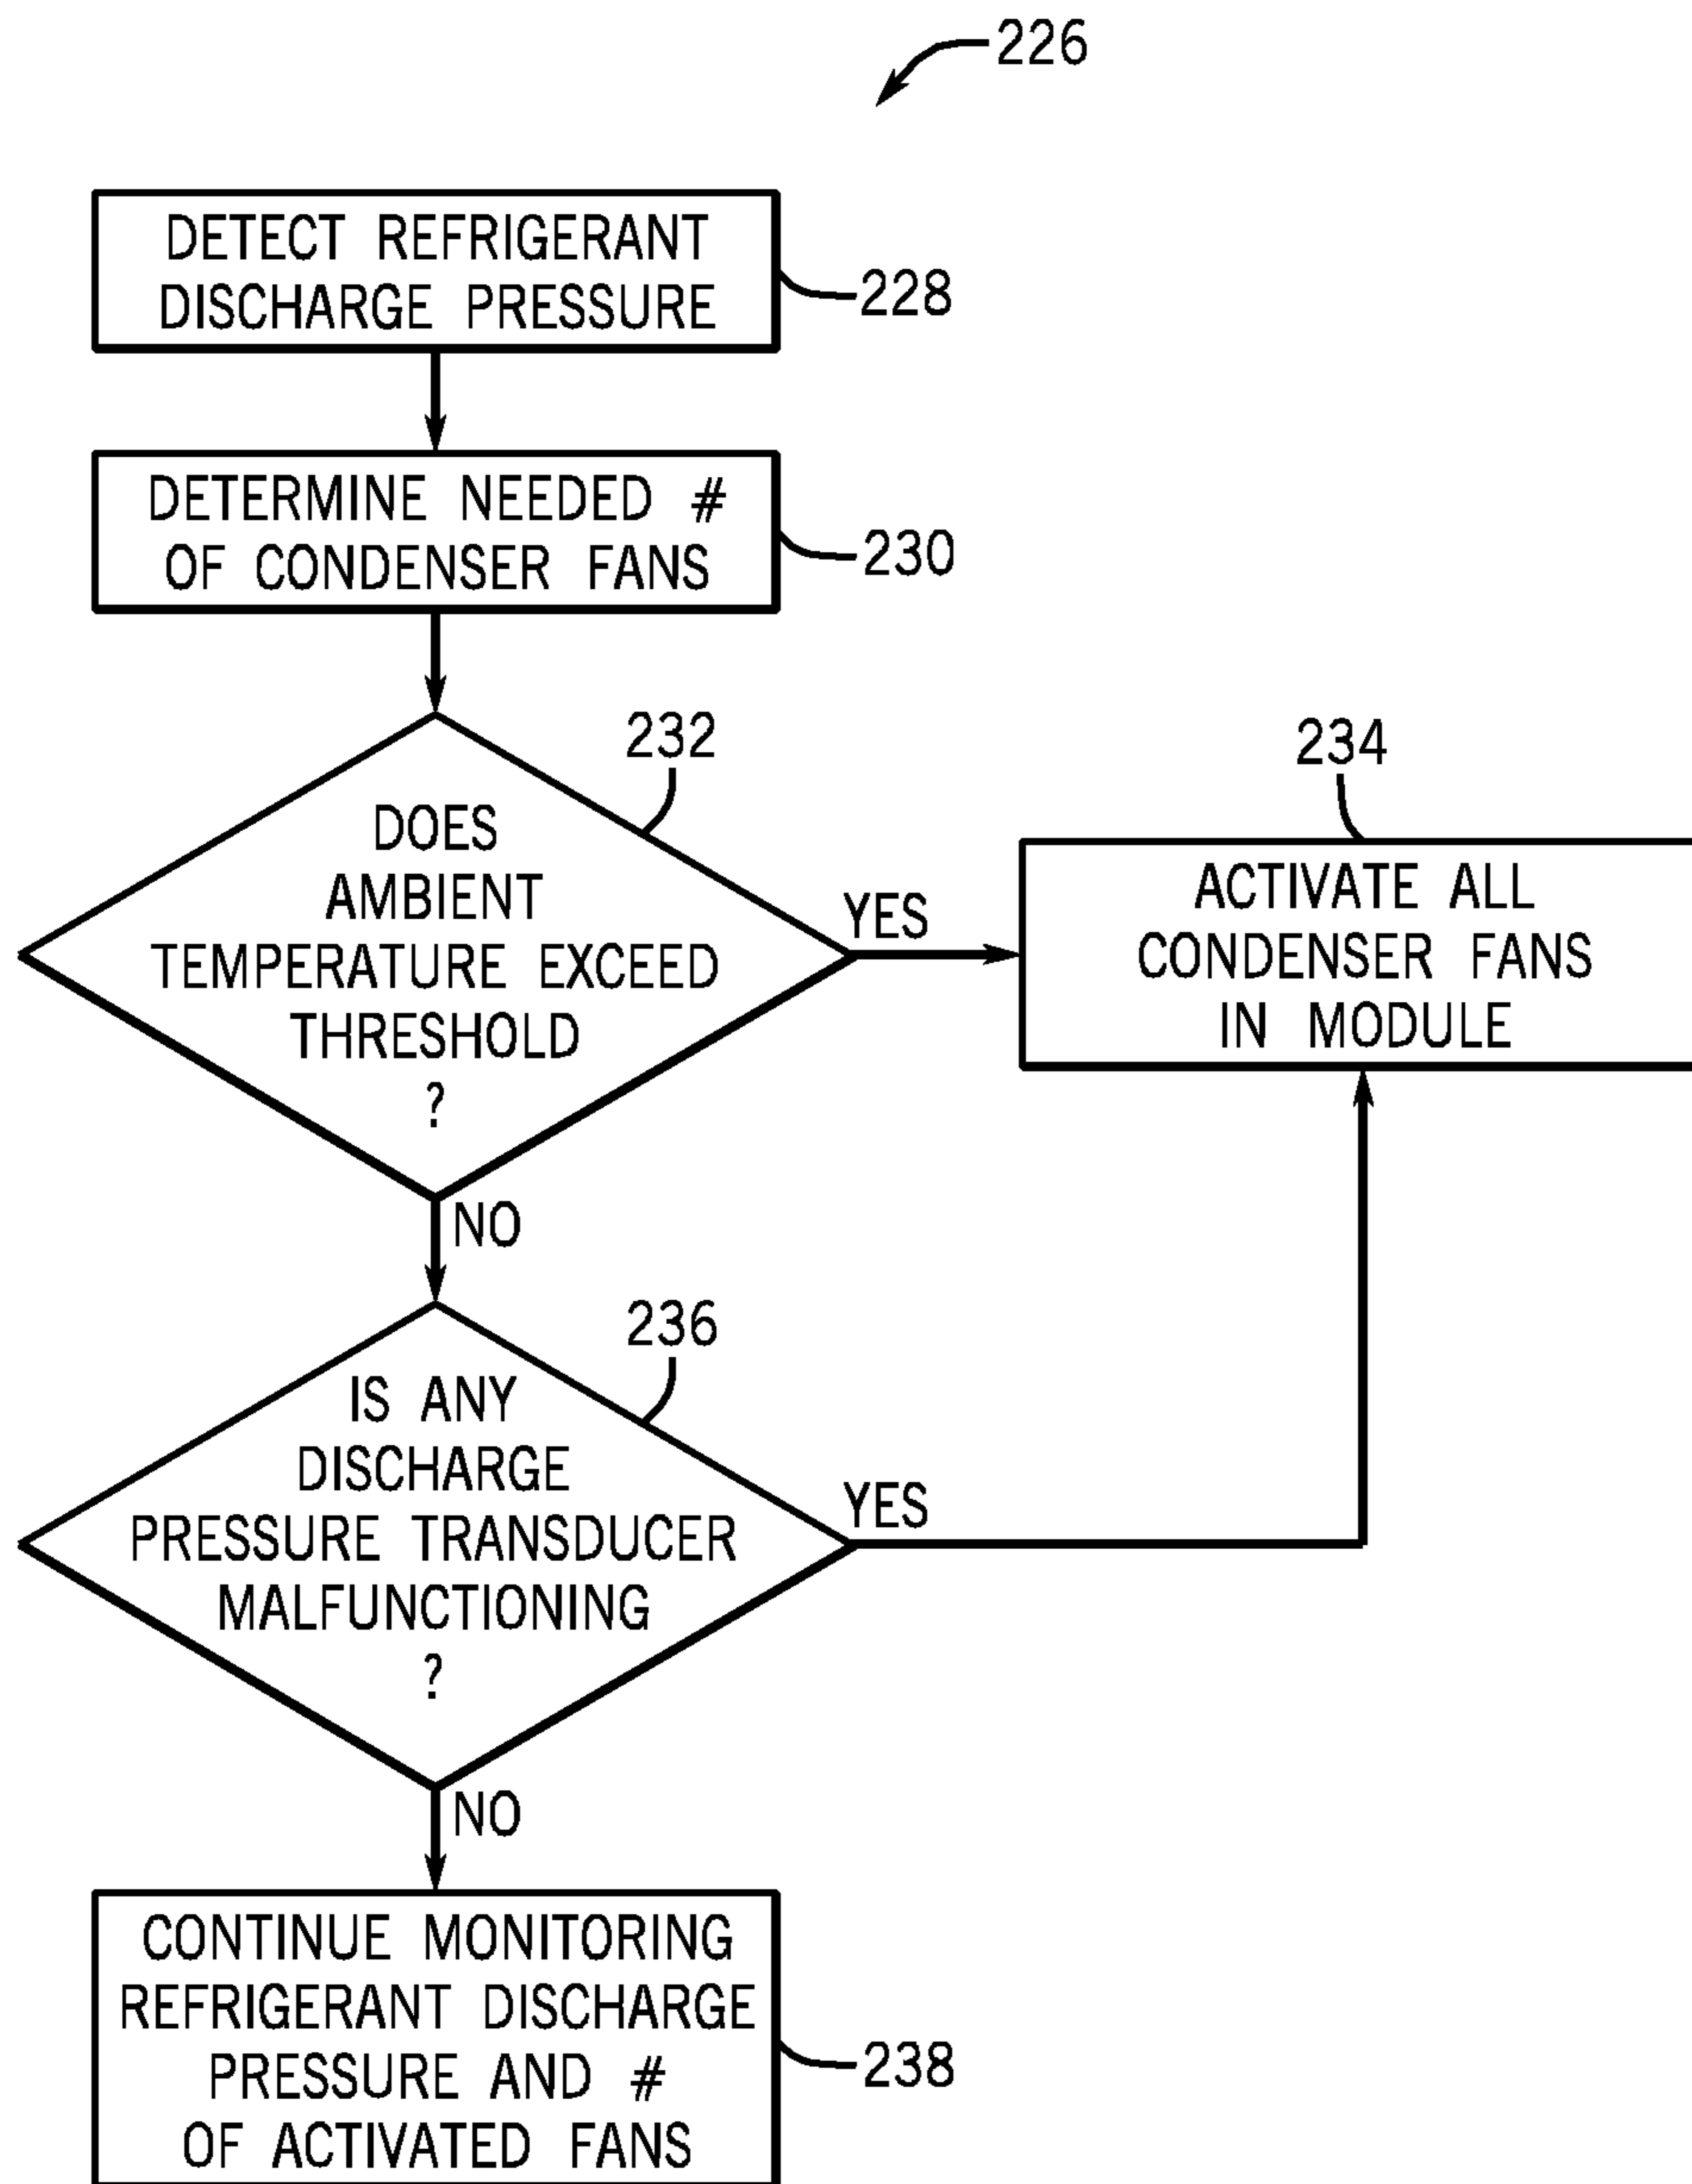 226
DETECT REFRIGERANT
DISCHARGE PRESSURE
228
DETERMINE NEEDED #
OF CONDENSER FANS
230
232
DOES
AMBIENT
TEMPERATURE EXCEED
THRESHOLD
?
YES
234
ACTIVATE ALL
CONDENSER FANS
IN MODULE
NO
236
IS ANY
DISCHARGE
PRESSURE TRANSDUCER
MALFUNCTIONING
?
YES
NO
CONTINUE MONITORING
REFRIGERANT DISCHARGE
PRESSURE AND #
OF ACTIVATED FANS
238